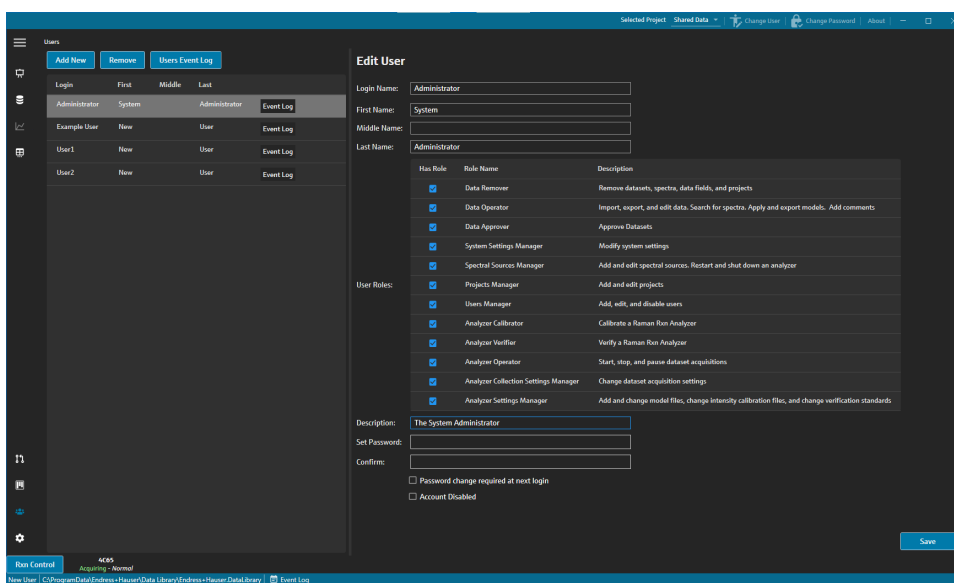 Selected Project Shared Data Change User Change Password About
Users
Add New Remove Users Event Log
Login First Middle Last
Administrator System Administrator Event Log
Example User New User Event Log
User1 New User Event Log
User2 New User Event Log
Edit User
Login Name: Administrator
First Name: System
Middle Name:
Last Name: Administrator
User Roles:
Has Role Role Name Description
Data Remover Remove datasets, spectra, data fields, and projects
Data Operator Import, export, and edit data. Search for spectra. Apply and export models. Add comments
Data Approver Approve Datasets
System Settings Manager Modify system settings
Spectral Sources Manager Add and edit spectral sources. Restart and shut down an analyzer
Projects Manager Add and edit projects
Users Manager Add, edit, and disable users
Analyzer Calibrator Calibrate a Raman Rxn Analyzer
Analyzer Verifier Verify a Raman Rxn Analyzer
Analyzer Operator Start, stop, and pause dataset acquisitions
Analyzer Collection Settings Manager Change dataset acquisition settings
Analyzer Settings Manager Add and change model files, change intensity calibration files, and change verification standards
Description: The System Administrator
Set Password:
Confirm:
Password change required at next login
Account Disabled
Save
Rxn Control
4C65
Acquiring - Normal
New User C:\ProgramData\Endress+Hauser\Data Library\Endress+Hauser.DataLibrary Event Log